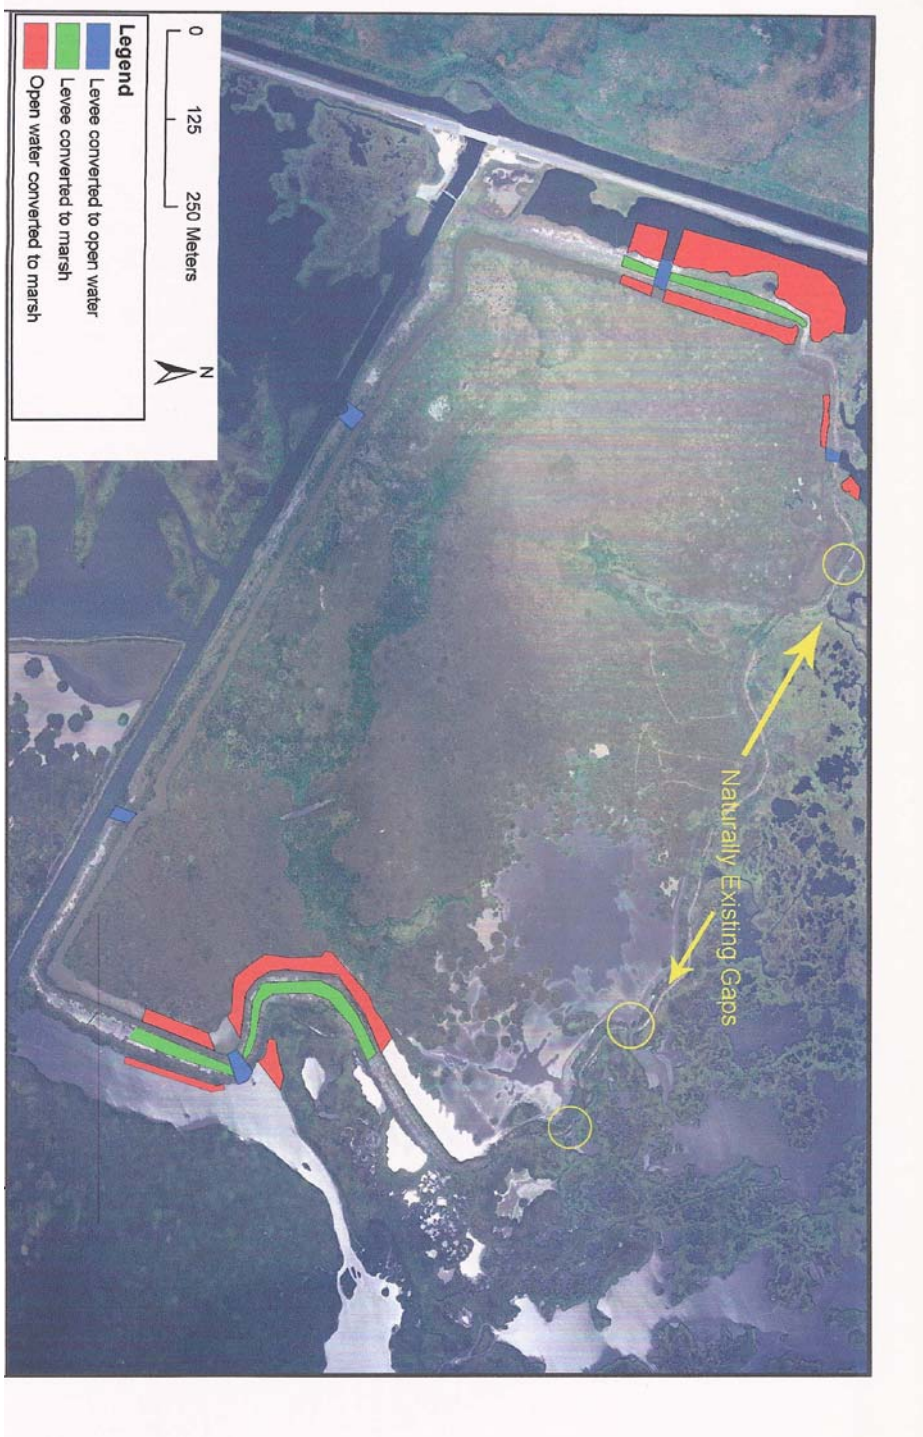 Legend
Levee converted to open water
Levee converted to marsh
Open water converted to marsh
0 125 250 Meters
N
Naturally Existing Gaps